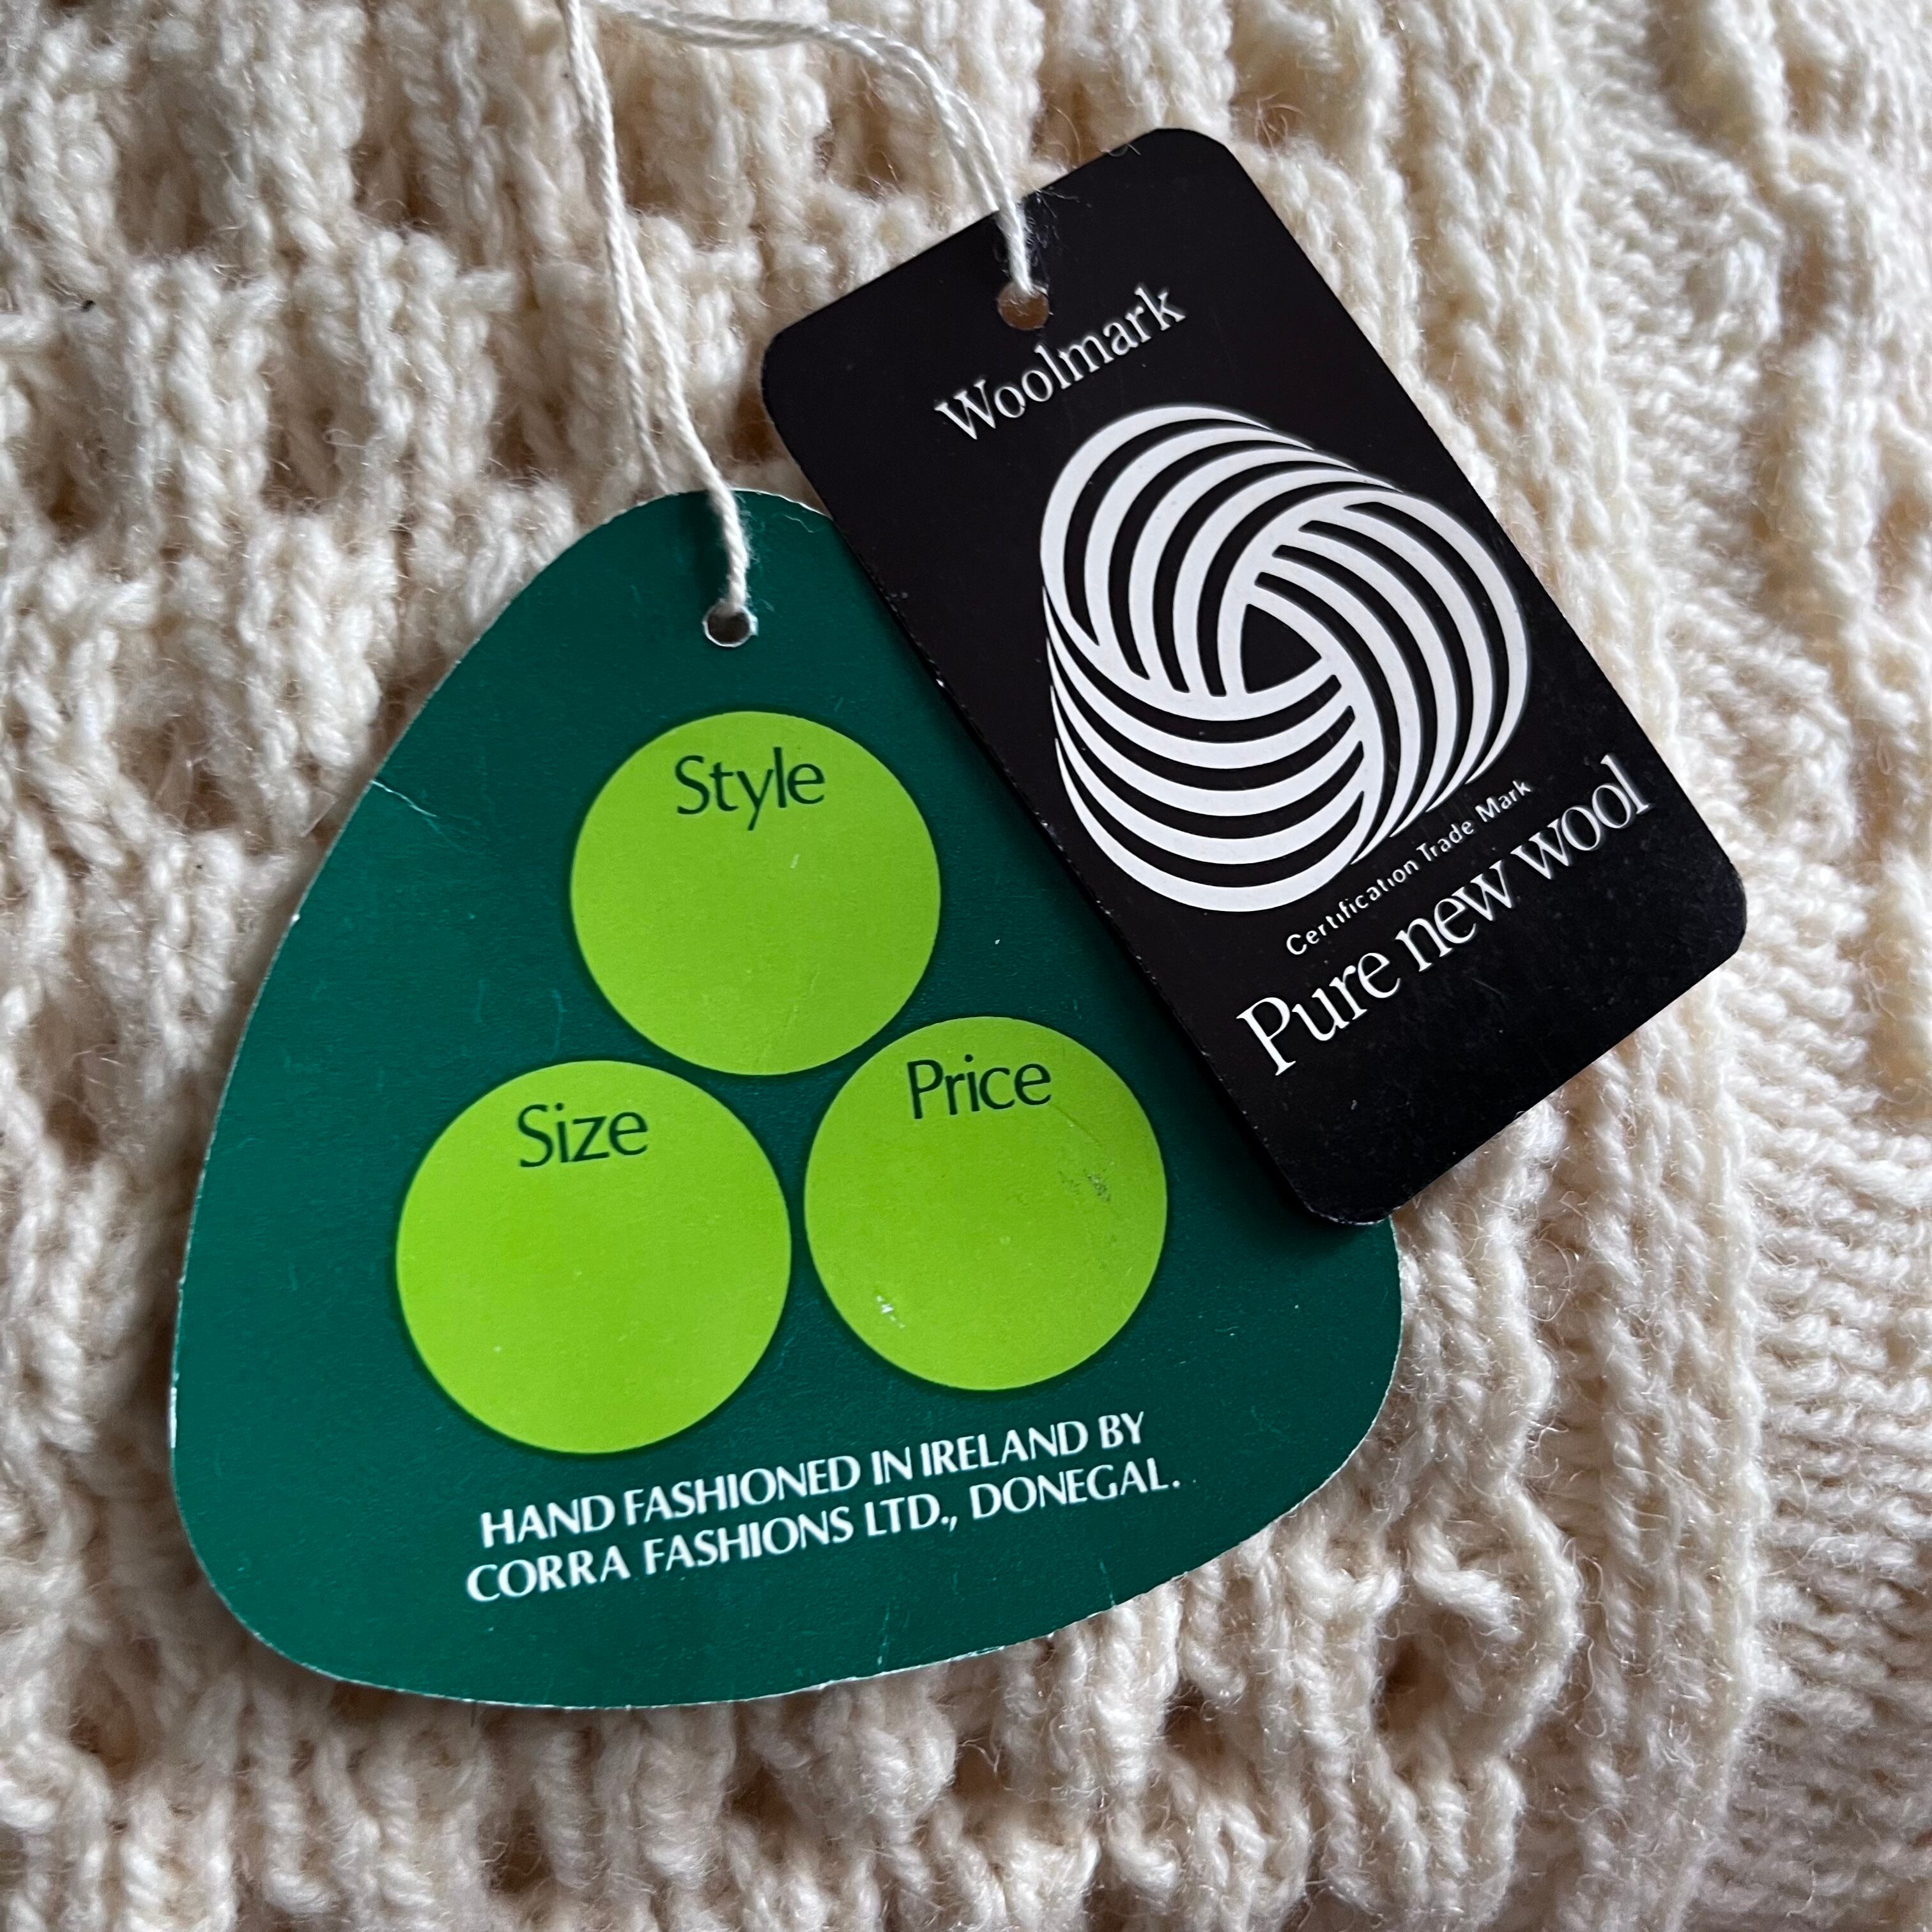 Woolmark
Certification Trade Mark
Pure new wool
Style
Size
Price
HAND FASHIONED IN IRELAND BY
CORRA FASHIONS LTD., DONEGAL.